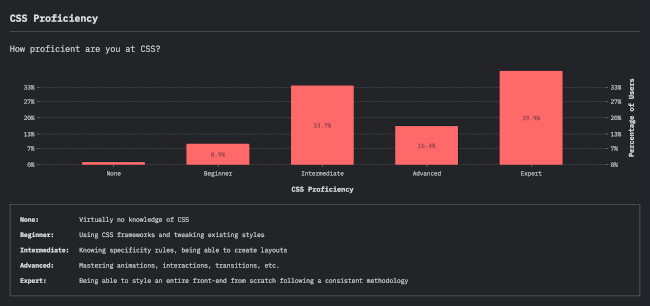 CSS Proficiency
How proficient are you at CSS?
33% 33%
27% 27%
20% 20%
13% 13%
7% 7%
0% 0%
8.9% 33.7% 16.4% 39.9%
None Beginner Intermediate Advanced Expert
CSS Proficiency
Percentage of Users
None: Virtually no knowledge of CSS
Beginner: Using CSS frameworks and tweaking existing styles
Intermediate: Knowing specificity rules, being able to create layouts
Advanced: Mastering animations, interactions, transitions, etc.
Expert: Being able to style an entire front-end from scratch following a consistent methodology